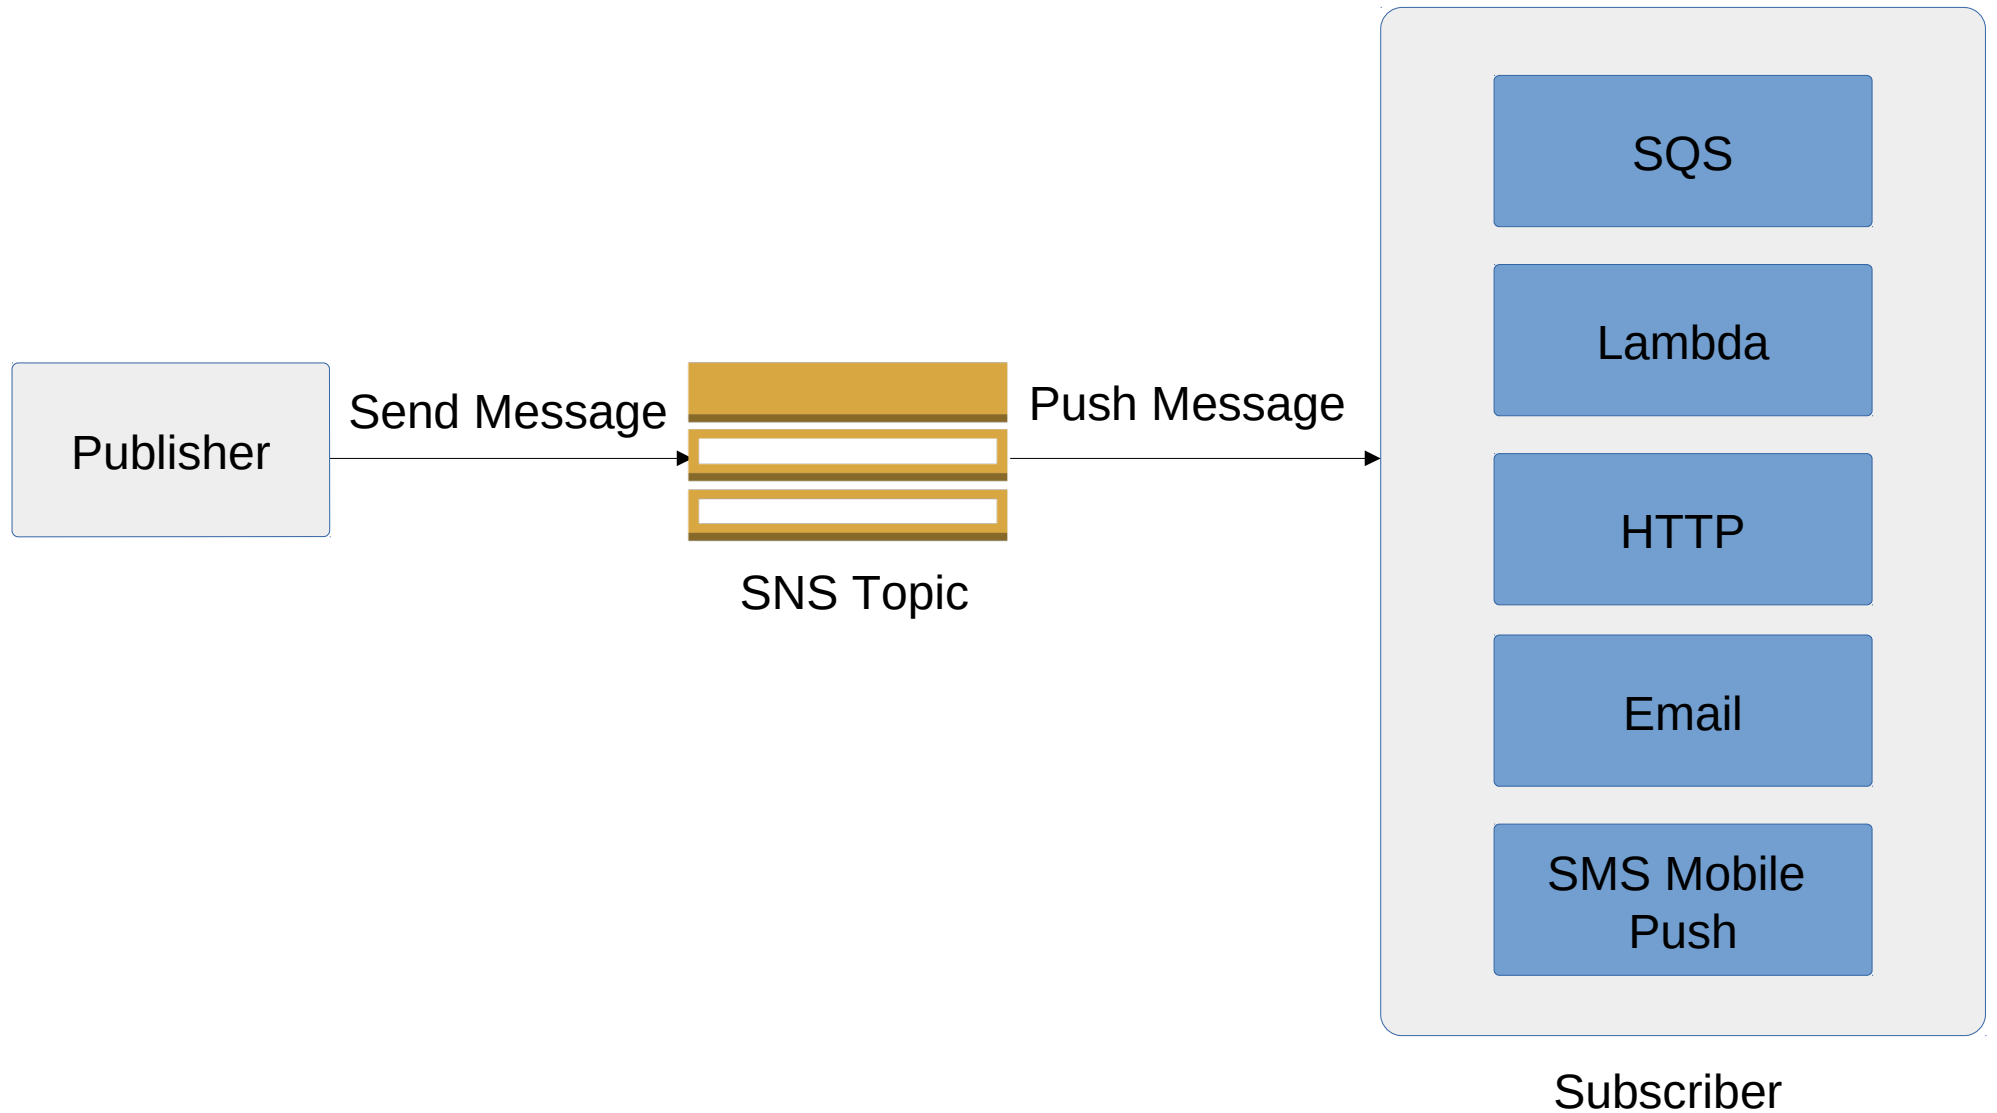 Publisher
Send Message
SNS Topic
Push Message
SQS
Lambda
HTTP
Email
SMS Mobile
Push
Subscriber